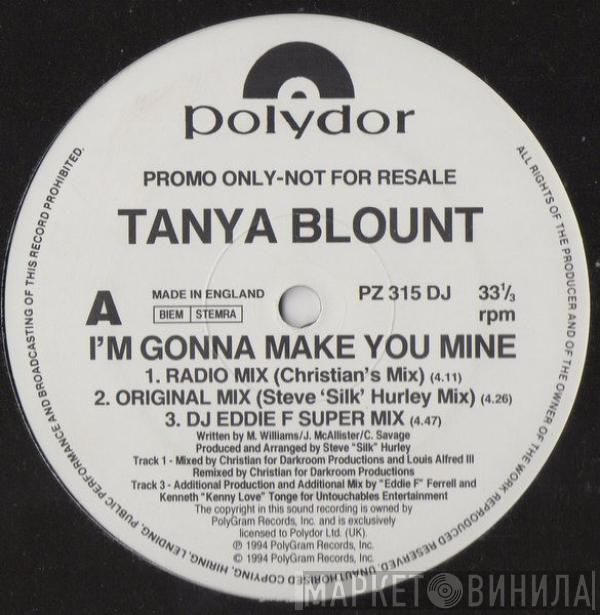 polydor
PROMO ONLY-NOT FOR RESALE
TANYA BLOUNT
A
MADE IN ENGLAND
BIEM STEMRA
PZ 315 DJ
33⅓
rpm
I'M GONNA MAKE YOU MINE
1. RADIO MIX (Christian's Mix) (4.11)
2. ORIGINAL MIX (Steve 'Silk' Hurley Mix) (4.26)
3. DJ EDDIE F SUPER MIX (4.47)
Written by M. Williams/J. McAllister/C. Savage
Produced and Arranged by Steve "Silk" Hurley
Track 1 - Mixed by Christian for Darkroom Productions and Louis Alfred III
Remixed by Christian for Darkroom Productions
Track 3 - Additional Production and Additional Mix by "Eddie F" Ferrell and
Kenneth "Kenny Love" Tonge for Untouchables Entertainment
The copyright in this sound recording is owned by
PolyGram Records, Inc. and is exclusively
licensed to Polydor Ltd. (UK).
℗ 1994 PolyGram Records, Inc.
© 1994 PolyGram Records, Inc.
ALL RIGHTS OF THE PRODUCER AND OF THE OWNER OF THE WORK REPRODUCED RESERVED. UNAUTHORISED COPYING, HIRING, LENDING, PUBLIC PERFORMANCE AND BROADCASTING OF THIS RECORD PROHIBITED.
МАРКЕТ ВИНИЛА